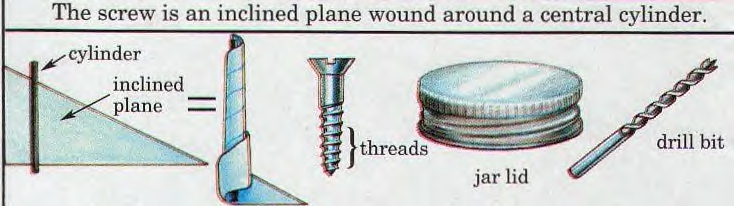 The screw is an inclined plane wound around a central cylinder.
cylinder
inclined
plane
=
threads
jar lid
drill bit